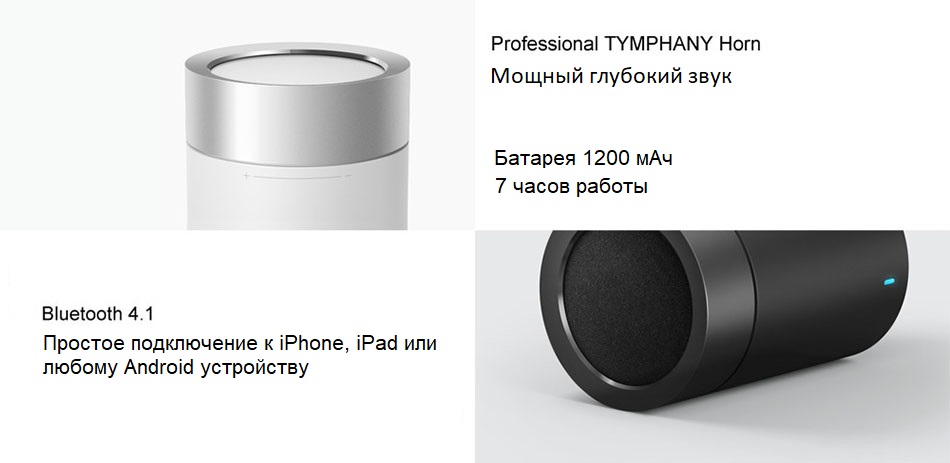 Professional TYMPHANY Horn
Мощный глубокий звук
Батарея 1200 мАч
7 часов работы
Bluetooth 4.1
Простое подключение к iPhone, iPad или
любому Android устройству